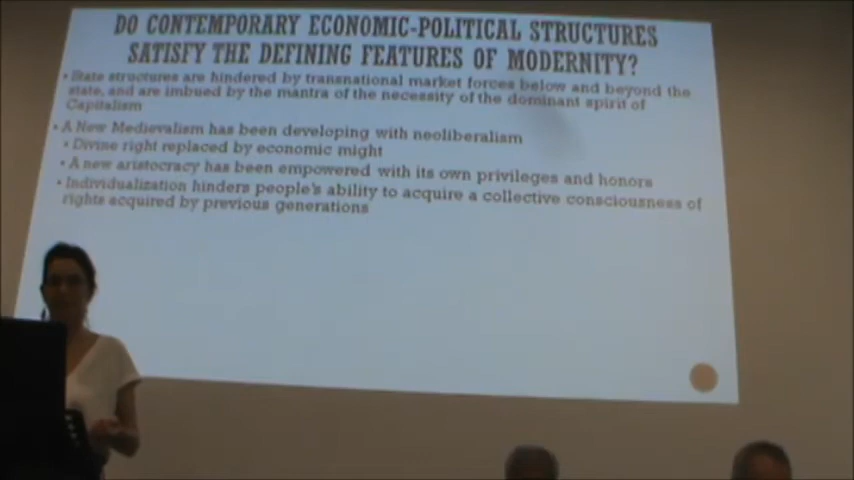 DO CONTEMPORARY ECONOMIC-POLITICAL STRUCTURES
SATISFY THE DEFINING FEATURES OF MODERNITY?
• State structures are hindered by transnational market forces below and beyond the
state, and are imbued by the mantra of the necessity of the dominant spirit of
Capitalism
• A New Medievalism has been developing with neoliberalism
• Divine right replaced by economic might
• A new aristocracy has been empowered with its own privileges and honors
• Individualization hinders people's ability to acquire a collective consciousness of
rights acquired by previous generations